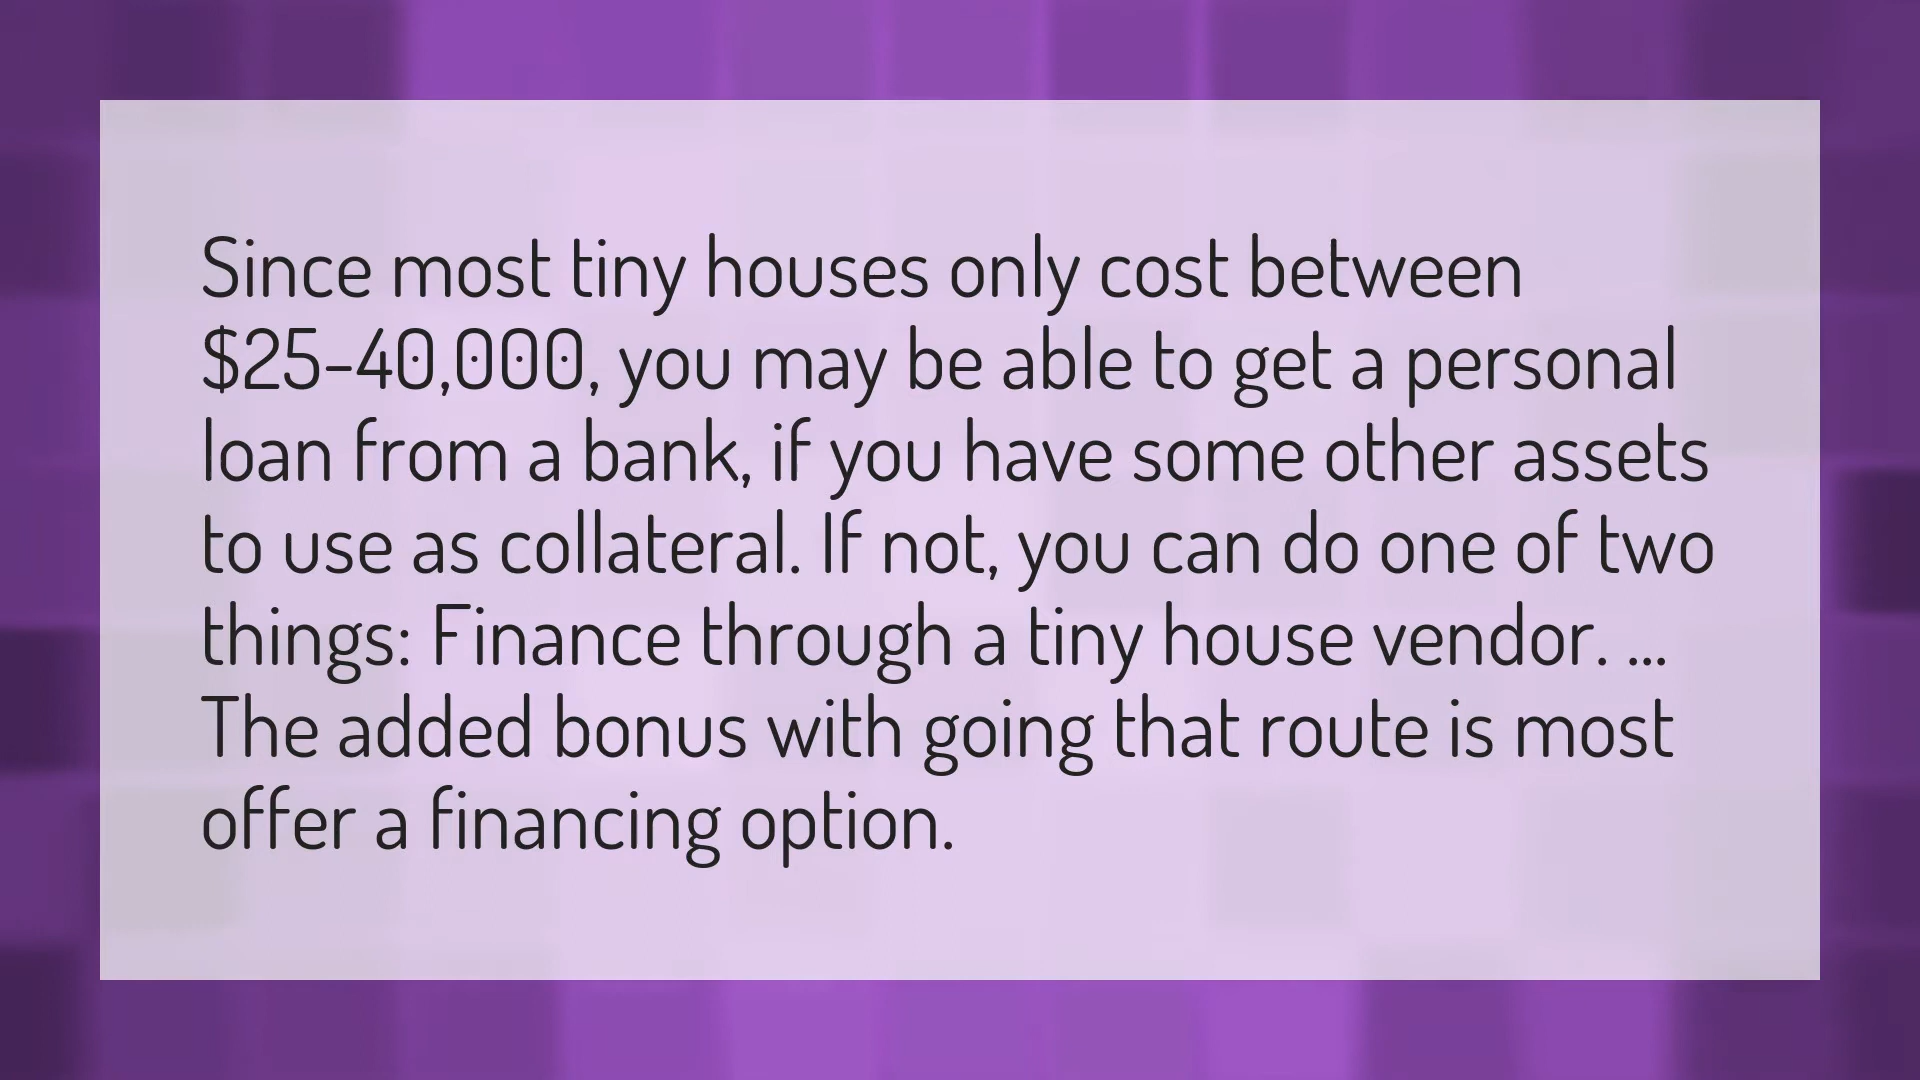 Since most tiny houses only cost between
$25-40,000, you may be able to get a personal
loan from a bank, if you have some other assets
to use as collateral. If not, you can do one of two
things: Finance through a tiny house vendor. ...
The added bonus with going that route is most
offer a financing option.